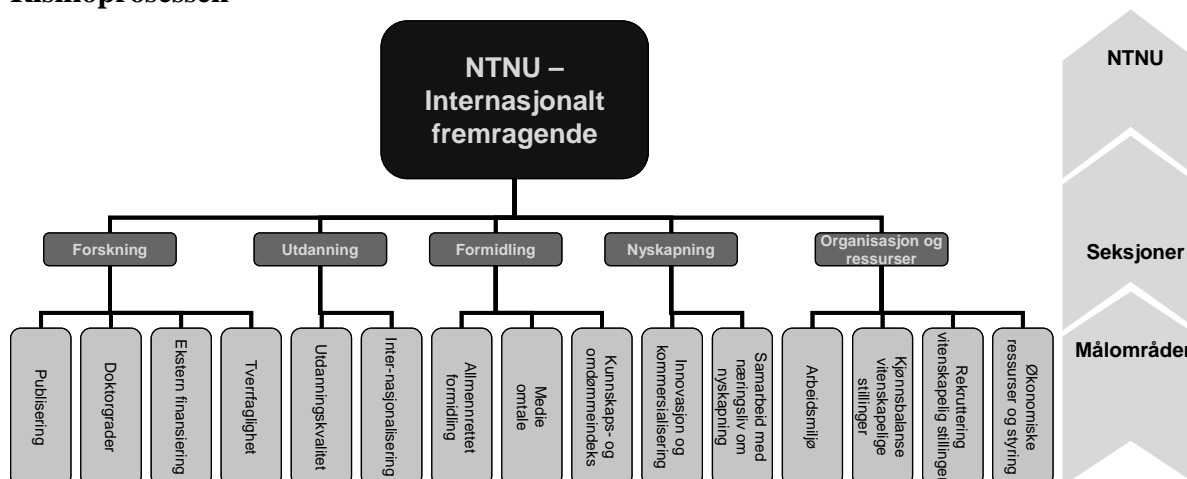 Risikoprosessen
NTNU –
Internasjonalt
fremragende
NTNU
Forskning
Utdanning
Formidling
Nyskapning
Organisasjon og
ressurser
Seksjoner
Publisering
Doktorgrader
Ekstern finansiering
Tverrfaglighet
Utdanningskvalitet
Inter-nasjonalisering
Allmennrettet
formidling
Medie
omtale
Kunnskaps- og
omdømmeindeks
Innovasjon og
kommersialisering
Samarbeid med
næringsliv om
nyskapning
Arbeidsmiljø
Kjønnsbalanse
vitenskapelige
stillinger
Rekruttering
vitenskapelig stillinger
Økonomiske
ressurser og styring
Målområder